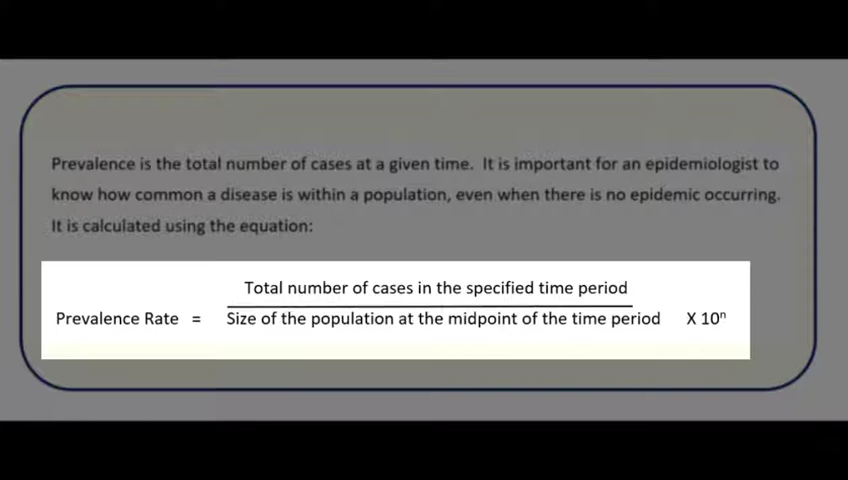 Prevalence is the total number of cases at a given time. It is important for an epidemiologist to
know how common a disease is within a population, even when there is no epidemic occurring.
It is calculated using the equation:
Total number of cases in the specified time period
Prevalence Rate = Size of the population at the midpoint of the time period X 10ⁿ